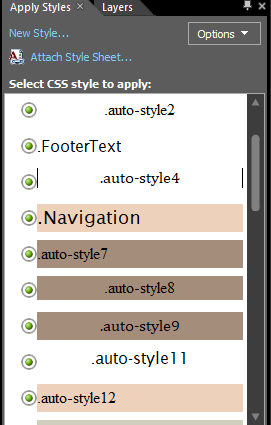 Apply Styles × Layers ×
New Style... Options
Attach Style Sheet...
Select CSS style to apply:
.auto-style2
.FooterText
.auto-style4
.Navigation
.auto-style7
.auto-style8
.auto-style9
.auto-style11
.auto-style12